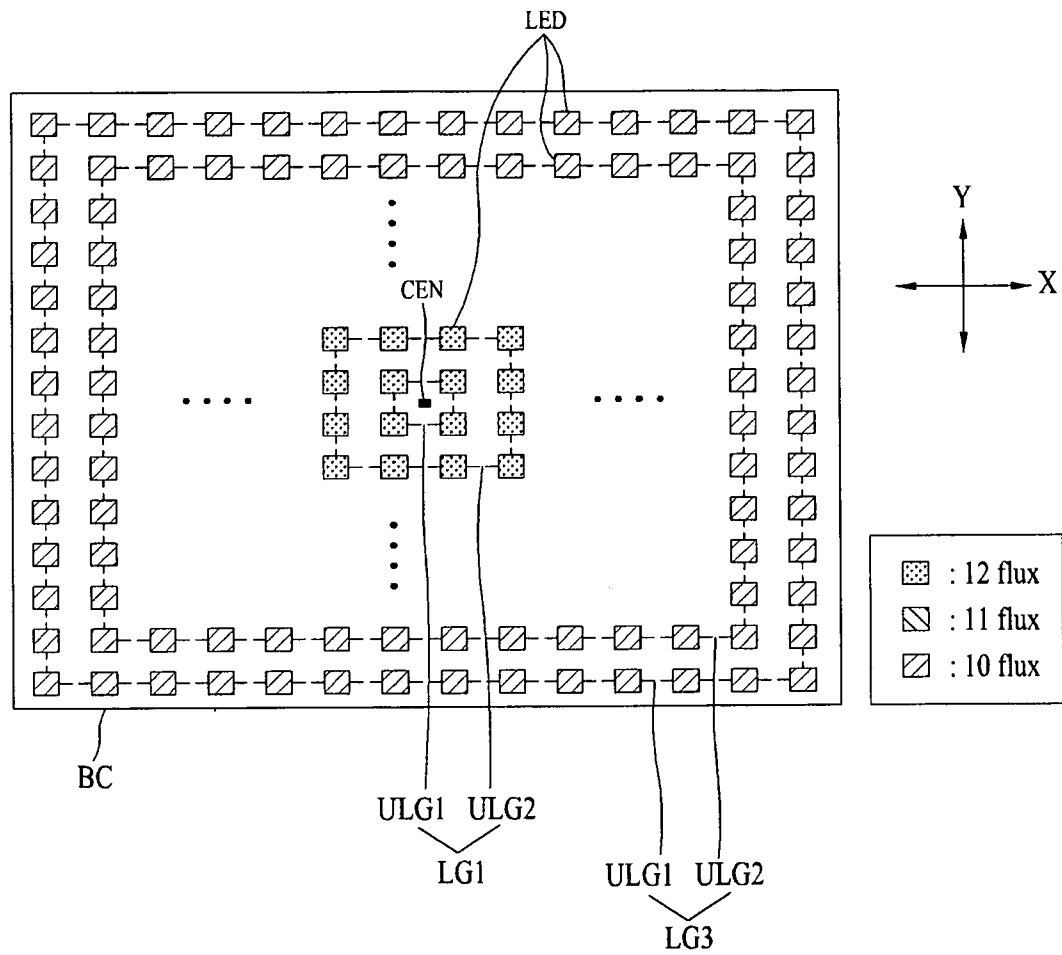 LED
CEN
Y
X
: 12 flux
: 11 flux
: 10 flux
BC
ULG1 ULG2
LG1
ULG1 ULG2
LG3